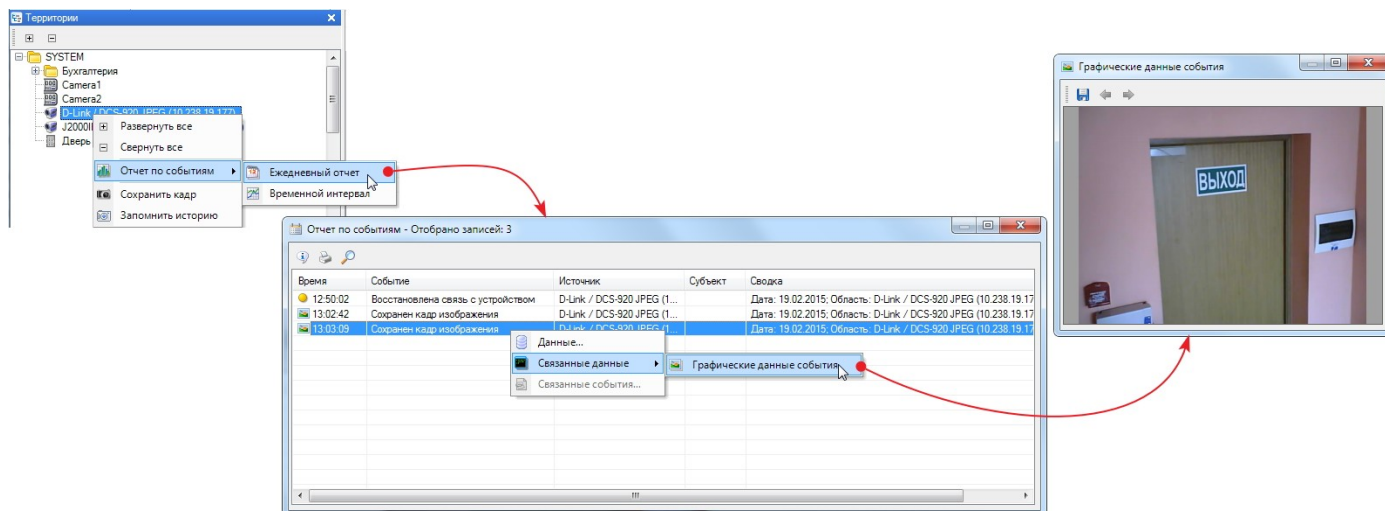 Территории
SYSTEM
Бухгалтерия
Camera1
Camera2
D-Link / DCS-920 JPEG (10.238.19.177)
J2000I
Дверь
Развернуть все
Свернуть все
Отчет по событиям
Сохранить кадр
Запомнить историю
Ежедневный отчет
Временной интервал
Отчет по событиям - Отобрано записей: 3
Время Событие Источник Субъект Сводка
12:50:02 Восстановлена связь с устройством D-Link / DCS-920 JPEG (1... Дата: 19.02.2015; Область: D-Link / DCS-920 JPEG (10.238.19.17
13:02:42 Сохранен кадр изображения D-Link / DCS-920 JPEG (1... Дата: 19.02.2015; Область: D-Link / DCS-920 JPEG (10.238.19.17
13:03:09 Сохранен кадр изображения D-Link / DCS-920 JPEG (1... Дата: 19.02.2015; Область: D-Link / DCS-920 JPEG (10.238.19.17
Данные...
Связанные данные
Связанные события...
Графические данные события
Графические данные события
ВЫХОД